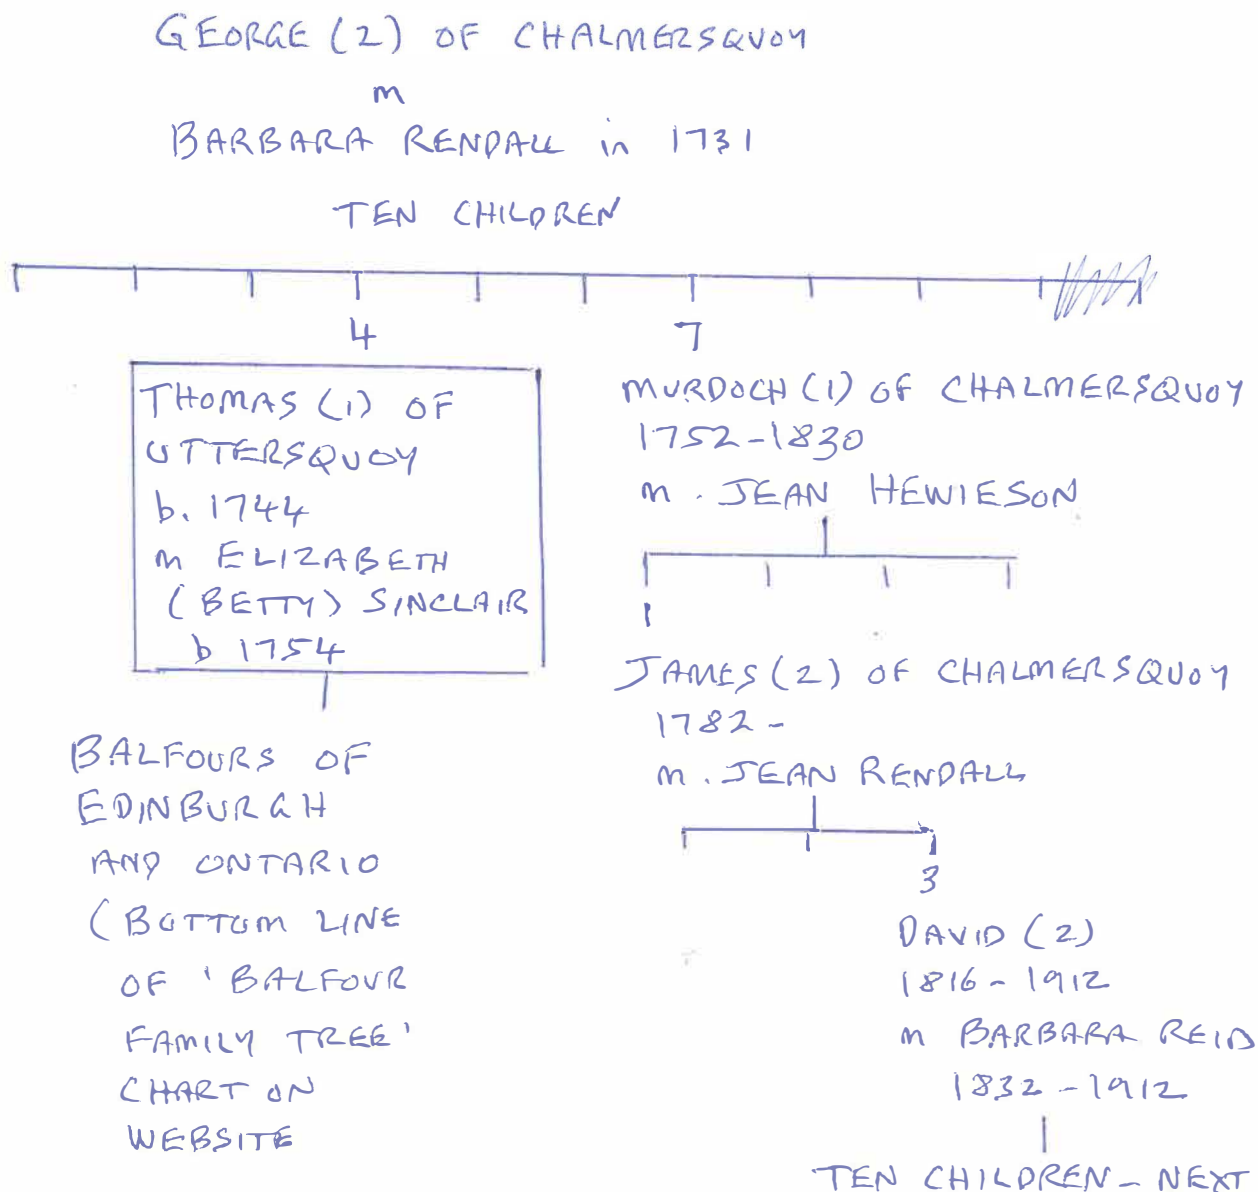 GEORGE (2) OF CHALMERSQUOY
m
BARBARA RENDALL in 1731
TEN CHILDREN
4
THOMAS (1) OF
UTTERSQUOY
b. 1744
m ELIZABETH
(BETTY) SINCLAIR
b 1754
BALFOURS OF
EDINBURGH
AND ONTARIO
(BOTTOM LINE
OF 'BALFOUR
FAMILY TREE'
CHART ON
WEBSITE
7
MURDOCH (1) OF CHALMERSQUOY
1752-1830
m. JEAN HEWIESON
1
JAMES (2) OF CHALMERSQUOY
1782-
m. JEAN RENDALL
3
DAVID (2)
1816-1912
m BARBARA REID
1832-1912
TEN CHILDREN - NEXT